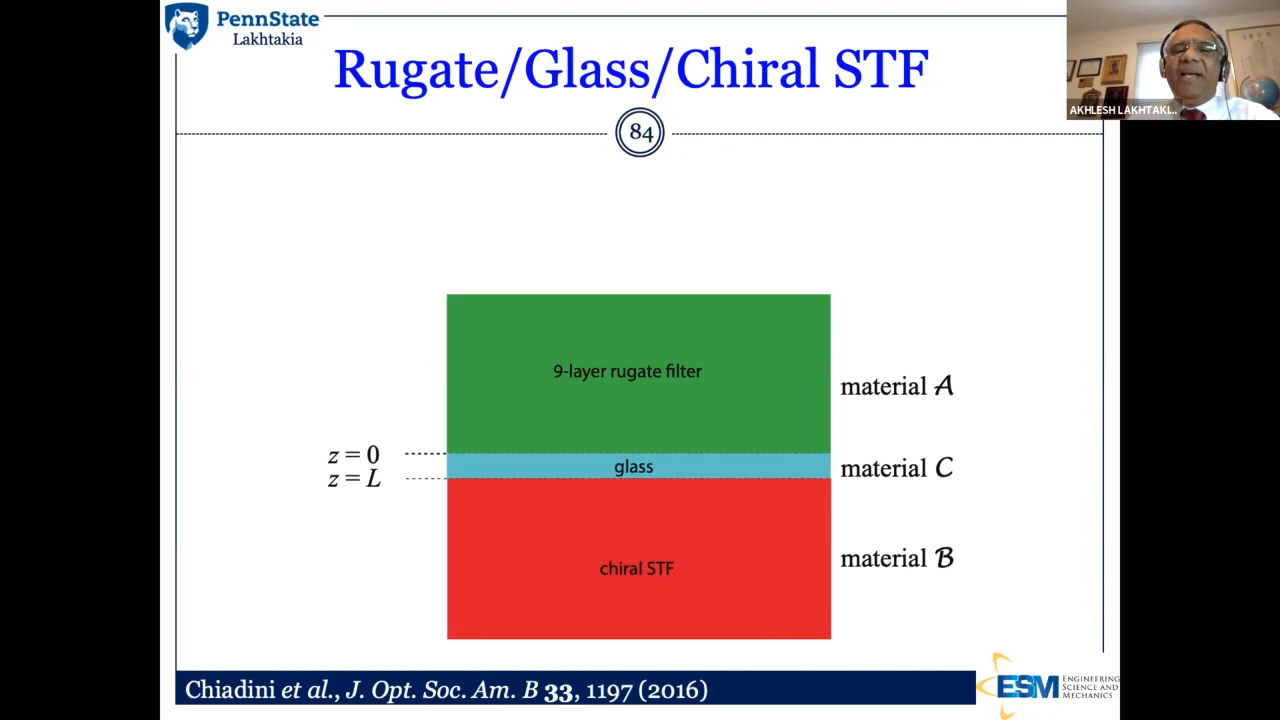 PennState
Lakhtakia
Rugate/Glass/Chiral STF
84
AKHLESH LAKHTAKI...
9-layer rugate filter
material A
z = 0
glass
material C
z = L
chiral STF
material B
Chiadini et al., J. Opt. Soc. Am. B 33, 1197 (2016)
ESM
ENGINEERING
SCIENCE AND
MECHANICS